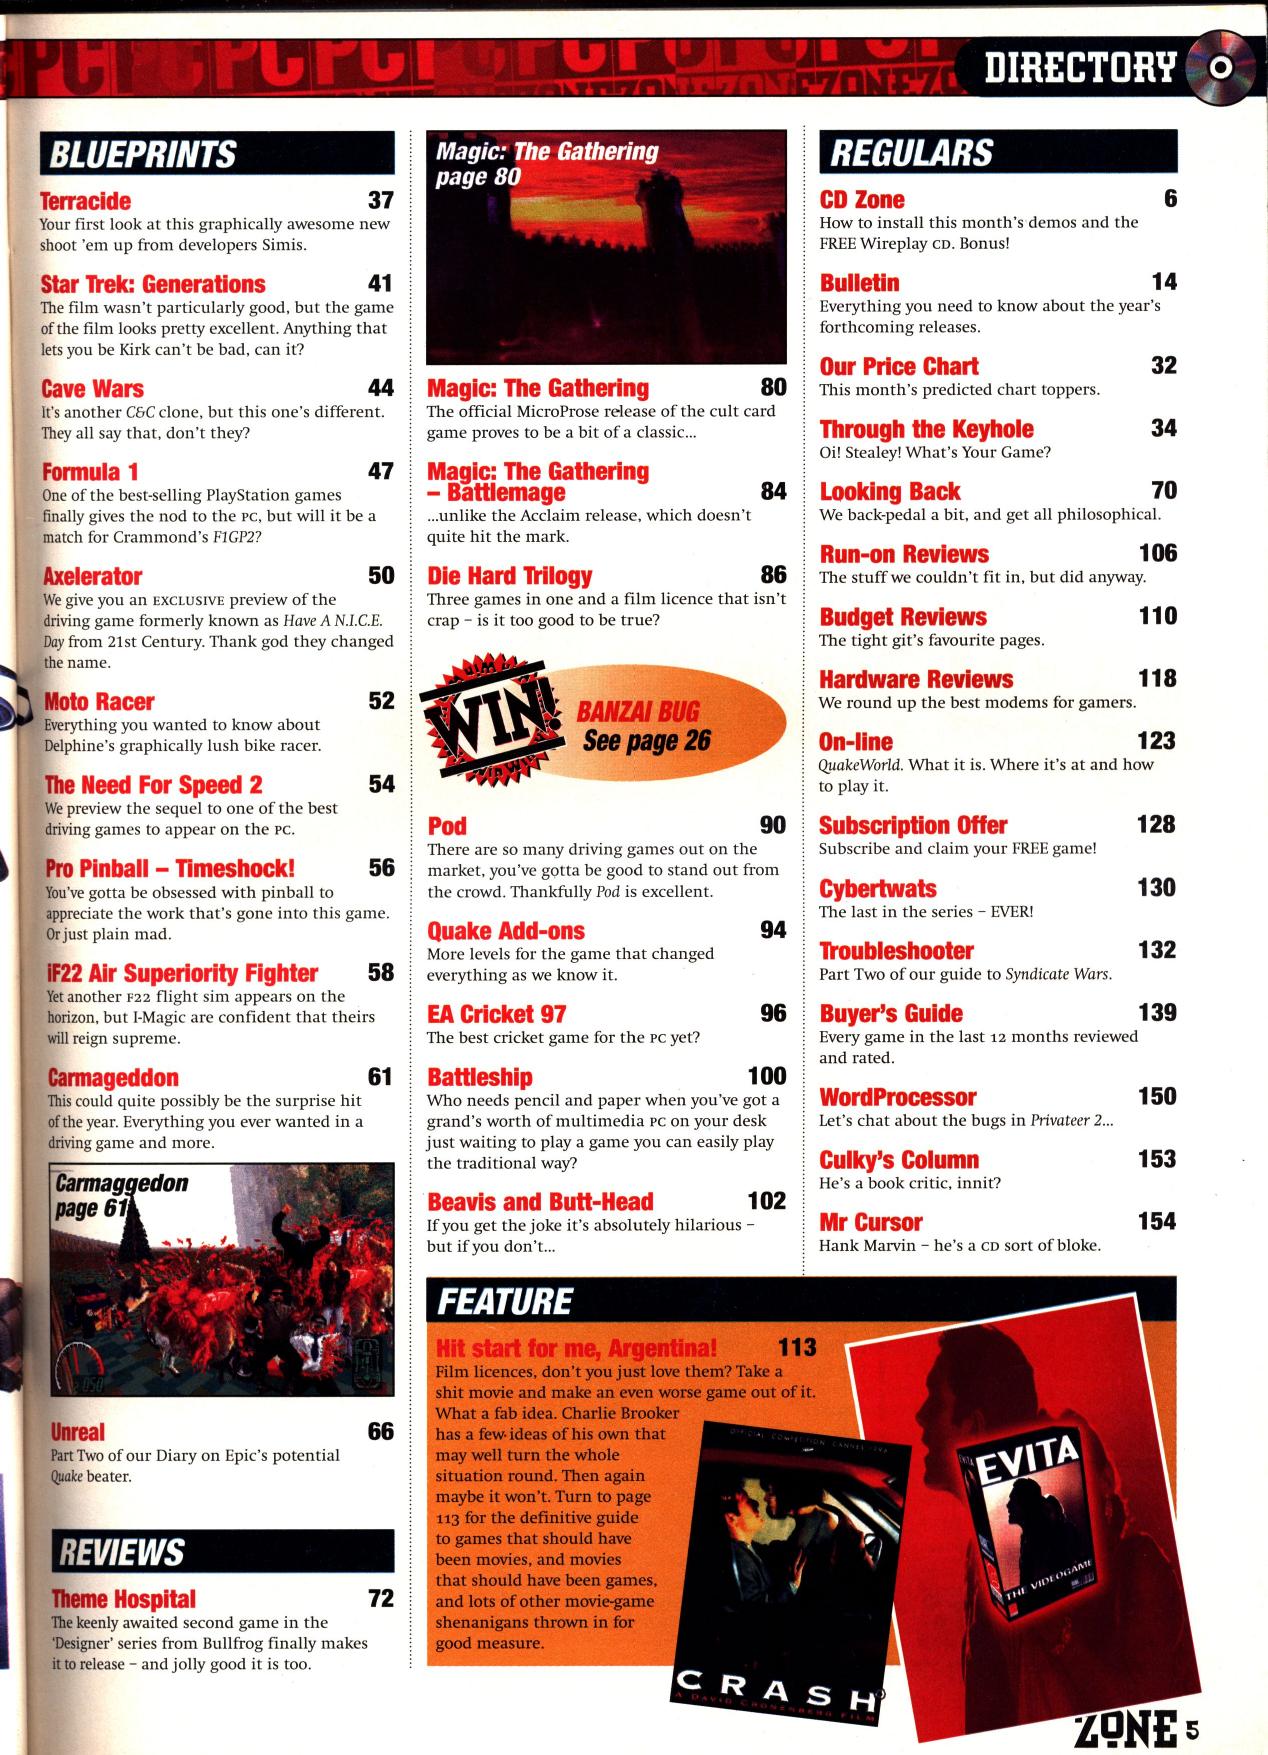 DIRECTORY
BLUEPRINTS
Terracide 37
Your first look at this graphically awesome new
shoot 'em up from developers Simis.
Star Trek: Generations 41
The film wasn't particularly good, but the game
of the film looks pretty excellent. Anything that
lets you be Kirk can't be bad, can it?
Cave Wars 44
It's another C&C clone, but this one's different.
They all say that, don't they?
Formula 1 47
One of the best-selling PlayStation games
finally gives the nod to the PC, but will it be a
match for Crammond's F1GP2?
Axelerator 50
We give you an EXCLUSIVE preview of the
driving game formerly known as Have A N.I.C.E.
Day from 21st Century. Thank god they changed
the name.
Moto Racer 52
Everything you wanted to know about
Delphine's graphically lush bike racer.
The Need For Speed 2 54
We preview the sequel to one of the best
driving games to appear on the PC.
Pro Pinball – Timeshock! 56
You've gotta be obsessed with pinball to
appreciate the work that's gone into this game.
Or just plain mad.
iF22 Air Superiority Fighter 58
Yet another F22 flight sim appears on the
horizon, but I-Magic are confident that theirs
will reign supreme.
Carmageddon 61
This could quite possibly be the surprise hit
of the year. Everything you ever wanted in a
driving game and more.
Carmaggedon
page 61
050
Unreal 66
Part Two of our Diary on Epic's potential
Quake beater.
REVIEWS
Theme Hospital 72
The keenly awaited second game in the
'Designer' series from Bullfrog finally makes
it to release – and jolly good it is too.
Magic: The Gathering
page 80
Magic: The Gathering 80
The official MicroProse release of the cult card
game proves to be a bit of a classic...
Magic: The Gathering
– Battlemage 84
...unlike the Acclaim release, which doesn't
quite hit the mark.
Die Hard Trilogy 86
Three games in one and a film licence that isn't
crap – is it too good to be true?
WIN!
BANZAI BUG
See page 26
Pod 90
There are so many driving games out on the
market, you've gotta be good to stand out from
the crowd. Thankfully Pod is excellent.
Quake Add-ons 94
More levels for the game that changed
everything as we know it.
EA Cricket 97 96
The best cricket game for the PC yet?
Battleship 100
Who needs pencil and paper when you've got a
grand's worth of multimedia PC on your desk
just waiting to play a game you can easily play
the traditional way?
Beavis and Butt-Head 102
If you get the joke it's absolutely hilarious –
but if you don't...
REGULARS
CD Zone 6
How to install this month's demos and the
FREE Wireplay CD. Bonus!
Bulletin 14
Everything you need to know about the year's
forthcoming releases.
Our Price Chart 32
This month's predicted chart toppers.
Through the Keyhole 34
Oi! Stealey! What's Your Game?
Looking Back 70
We back-pedal a bit, and get all philosophical.
Run-on Reviews 106
The stuff we couldn't fit in, but did anyway.
Budget Reviews 110
The tight git's favourite pages.
Hardware Reviews 118
We round up the best modems for gamers.
On-line 123
QuakeWorld. What it is. Where it's at and how
to play it.
Subscription Offer 128
Subscribe and claim your FREE game!
Cybertwats 130
The last in the series – EVER!
Troubleshooter 132
Part Two of our guide to Syndicate Wars.
Buyer's Guide 139
Every game in the last 12 months reviewed
and rated.
WordProcessor 150
Let's chat about the bugs in Privateer 2...
Culky's Column 153
He's a book critic, innit?
Mr Cursor 154
Hank Marvin – he's a CD sort of bloke.
FEATURE
Hit start for me, Argentina! 113
Film licences, don't you just love them? Take a
shit movie and make an even worse game out of it.
What a fab idea. Charlie Brooker
has a few ideas of his own that
may well turn the whole
situation round. Then again
maybe it won't. Turn to page
113 for the definitive guide
to games that should have
been movies, and movies
that should have been games,
and lots of other movie-game
shenanigans thrown in for
good measure.
OFFICIAL COMPETITION CANNES 1996
CRASH
A DAVID CRONENBERG FILM
EVITA
THE VIDEOGAME
ZONE 5